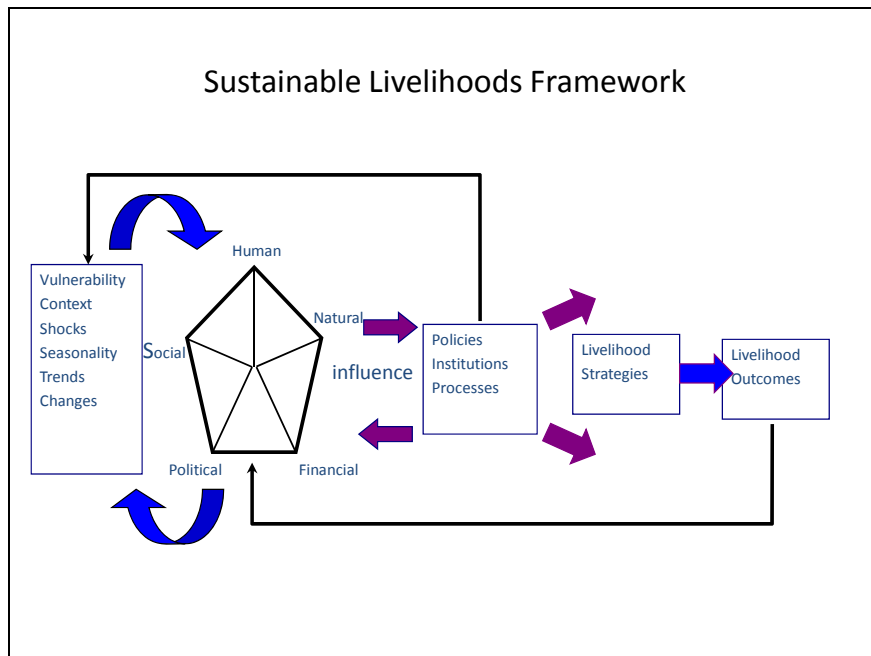 Sustainable Livelihoods Framework
Human
Vulnerability
Context
Shocks
Seasonality
Trends
Changes
Social
Natural
influence
Political
Financial
Policies
Institutions
Processes
Livelihood
Strategies
Livelihood
Outcomes